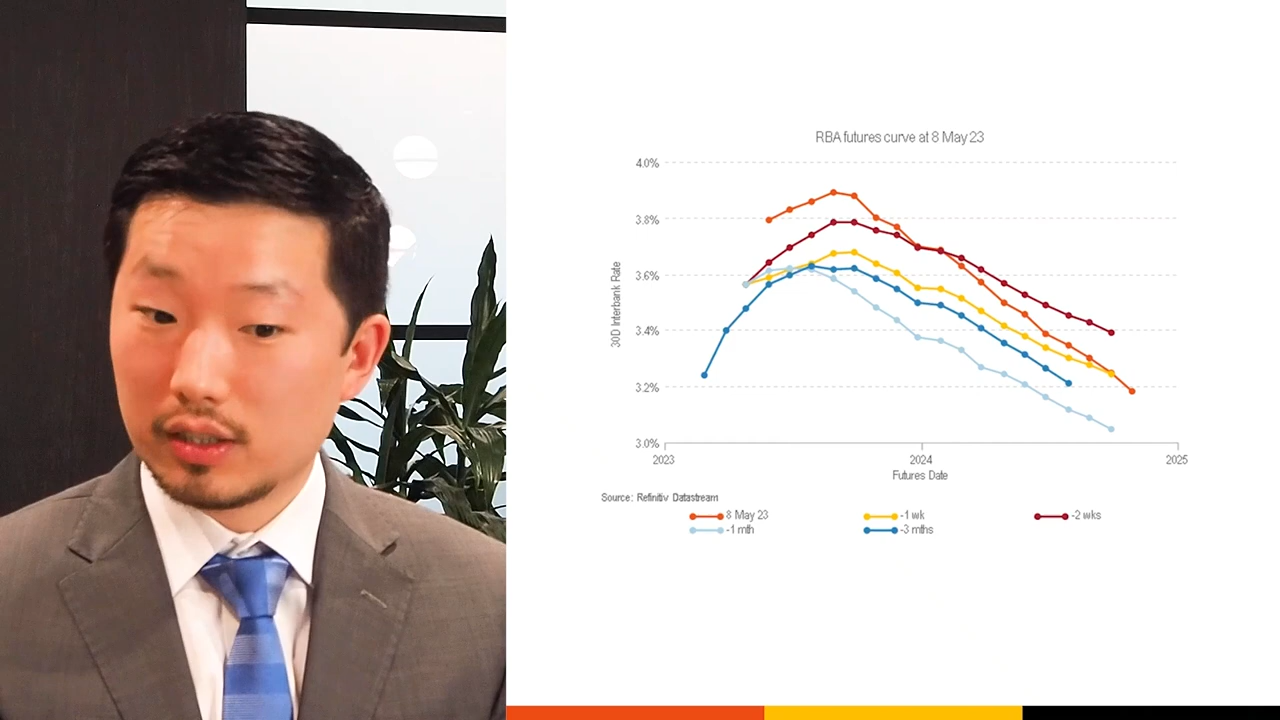 RBA futures curve at 8 May 23
4.0%
3.8%
3.6%
3.4%
3.2%
3.0%
30D Interbank Rate
2023 2024 2025
Futures Date
Source: Refinitiv Datastream
8 May 23 -1 wk -2 wks
-1 mth -3 mths